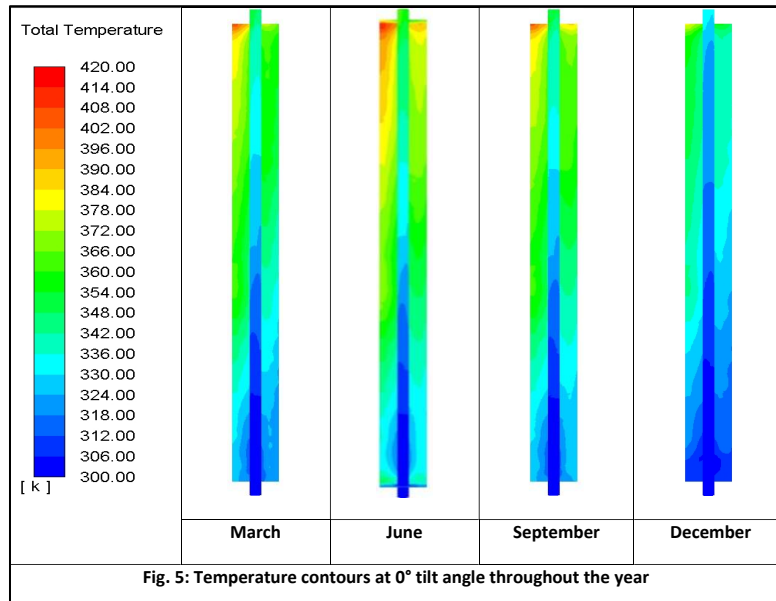 Total Temperature
420.00
414.00
408.00
402.00
396.00
390.00
384.00
378.00
372.00
366.00
360.00
354.00
342.00
336.00
330.00
324.00
318.00
312.00
306.00
300.00
[ k ]
March
June
September
December
Fig. 5: Temperature contours at 0° tilt angle throughout the year